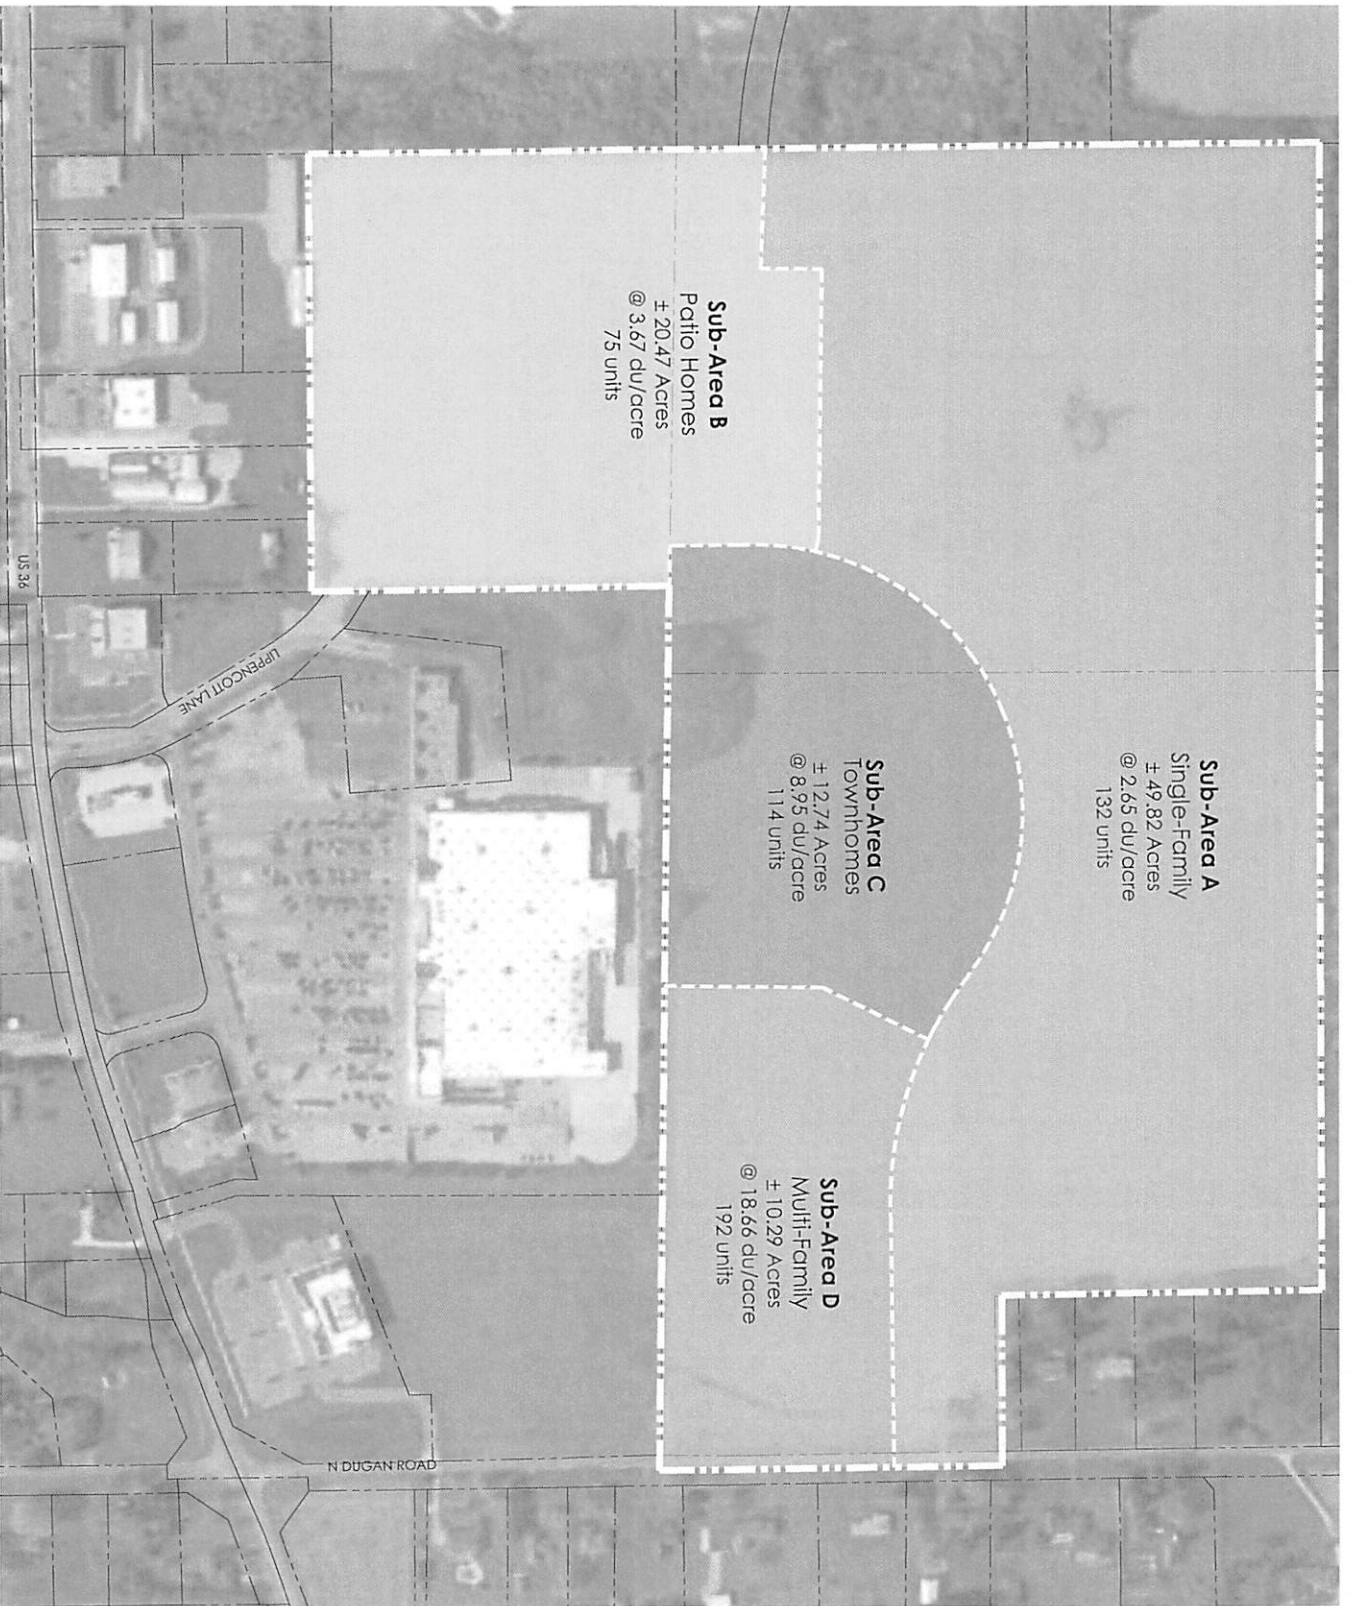 Sub-Area A
Single-Family
± 49.82 Acres
@ 2.65 du/acre
132 units
Sub-Area B
Patio Homes
± 20.47 Acres
@ 3.67 du/acre
75 units
Sub-Area C
Townhomes
± 12.74 Acres
@ 8.95 du/acre
114 units
Sub-Area D
Multi-Family
± 10.29 Acres
@ 18.66 du/acre
192 units
US 36
LIPPENCOTT LANE
N DUGAN ROAD